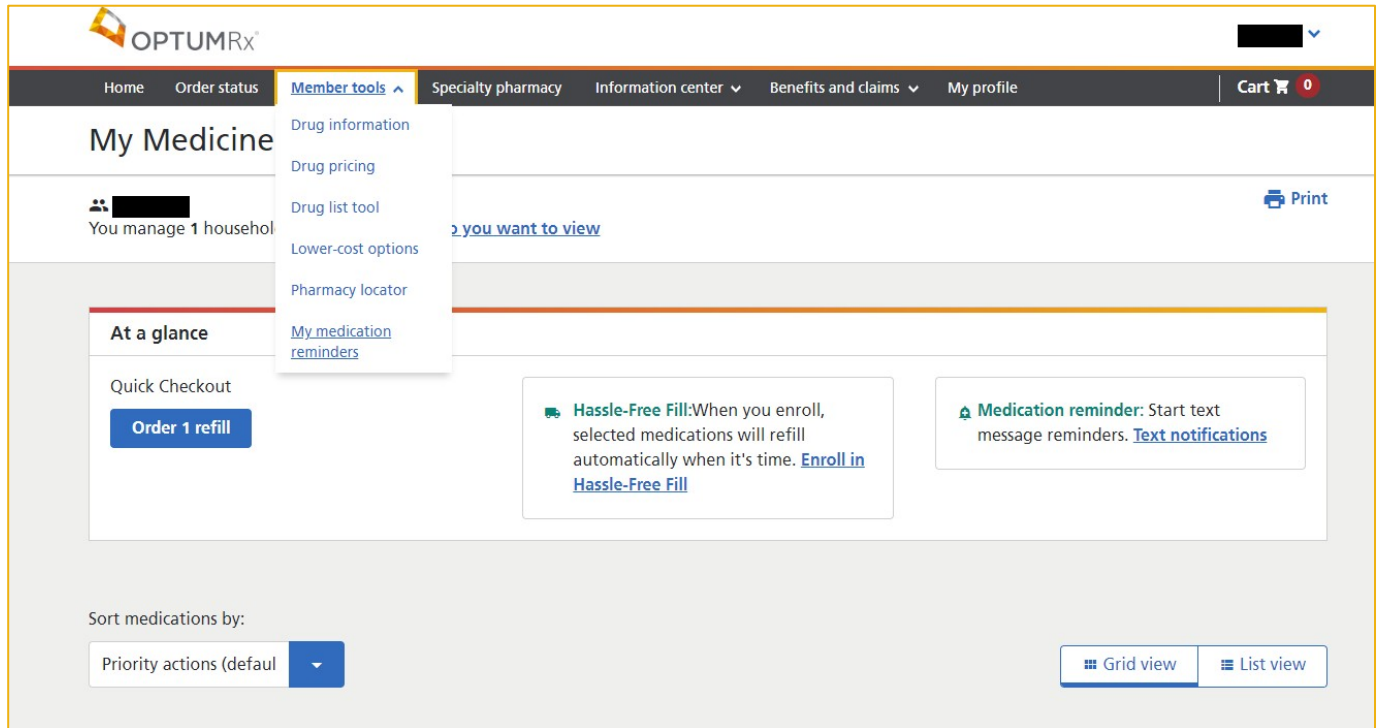 OPTUMRx®
Home Order status Member tools Specialty pharmacy Information center Benefits and claims My profile Cart 0
My Medicine
Drug information
Drug pricing
Drug list tool
Lower-cost options
Pharmacy locator
My medication
reminders
Print
You manage 1 househol
you want to view
At a glance
Quick Checkout
Order 1 refill
Hassle-Free Fill:When you enroll,
selected medications will refill
automatically when it's time. Enroll in
Hassle-Free Fill
Medication reminder: Start text
message reminders. Text notifications
Sort medications by:
Priority actions (defaul
Grid view
List view